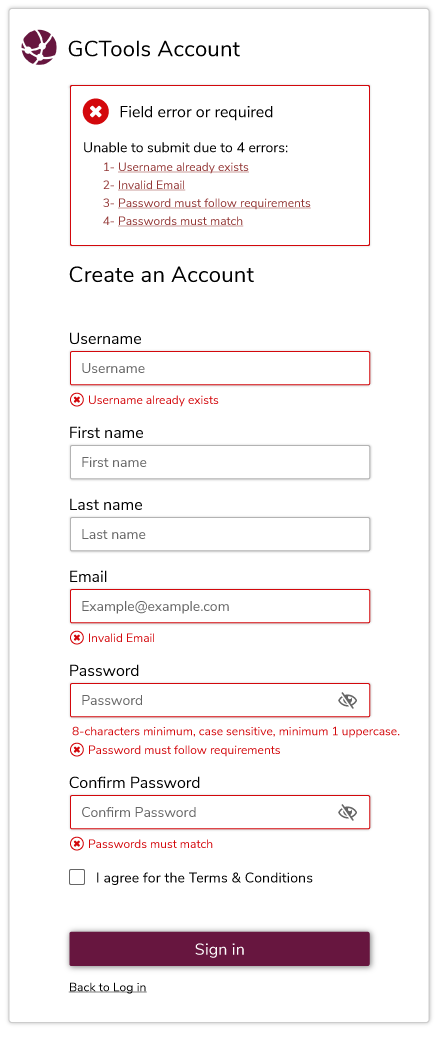 GCTools Account
Field error or required
Unable to submit due to 4 errors:
1- Username already exists
2- Invalid Email
3- Password must follow requirements
4- Passwords must match
Create an Account
Username
Username
Username already exists
First name
First name
Last name
Last name
Email
Example@example.com
Invalid Email
Password
Password
8-characters minimum, case sensitive, minimum 1 uppercase.
Password must follow requirements
Confirm Password
Confirm Password
Passwords must match
I agree for the Terms & Conditions
Sign in
Back to Log in